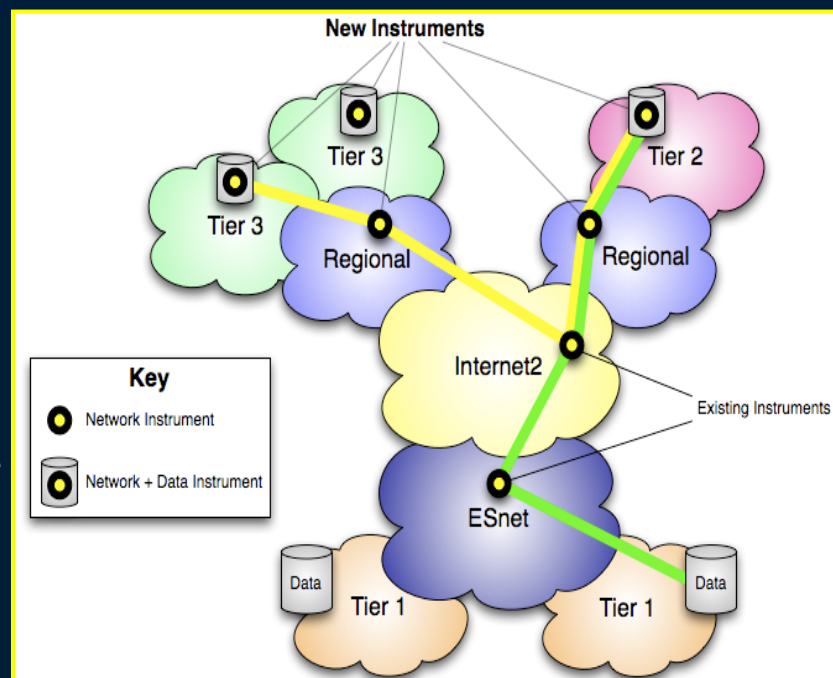 New Instruments
Tier 3
Tier 2
Tier 3
Regional
Regional
Internet2
Key
Network Instrument
Network + Data Instrument
Existing Instruments
ESnet
Data
Tier 1
Data
Tier 1